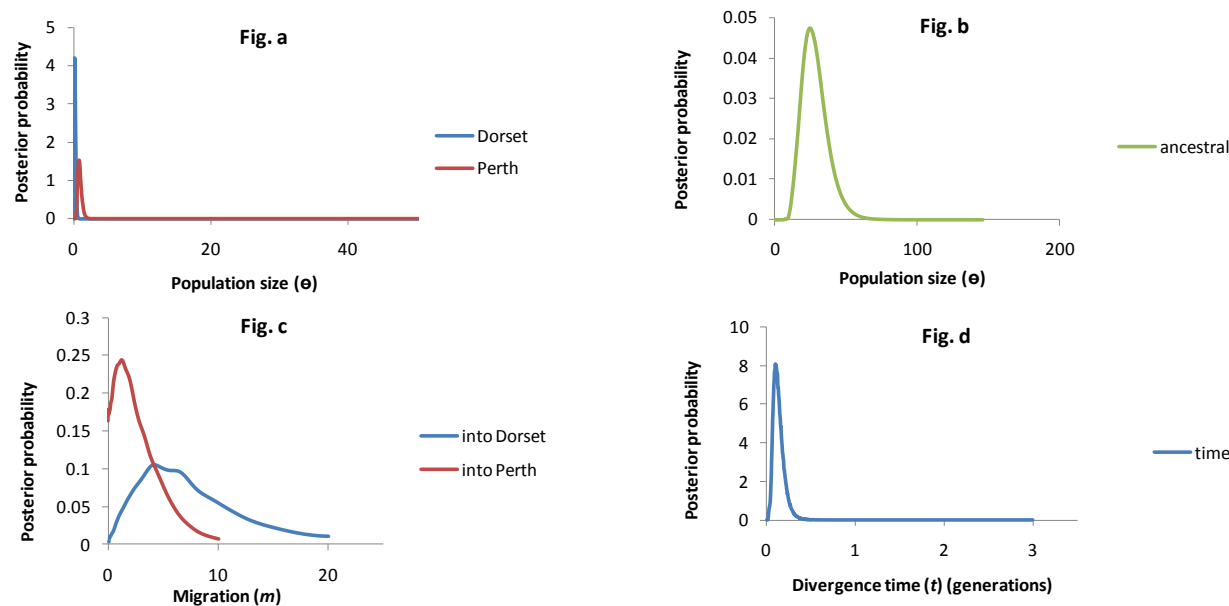 Fig. a
Posterior probability
5
4
3
2
1
0
0
20
40
Population size (ɵ)
Dorset
Perth
Fig. b
Posterior probability
0.05
0.04
0.03
0.02
0.01
0
0
100
200
Population size (ɵ)
ancestral
Fig. c
Posterior probability
0.3
0.25
0.2
0.15
0.1
0.05
0
0
10
20
Migration (m)
into Dorset
into Perth
Fig. d
Posterior probability
10
8
6
4
2
0
0
1
2
3
Divergence time (t) (generations)
time